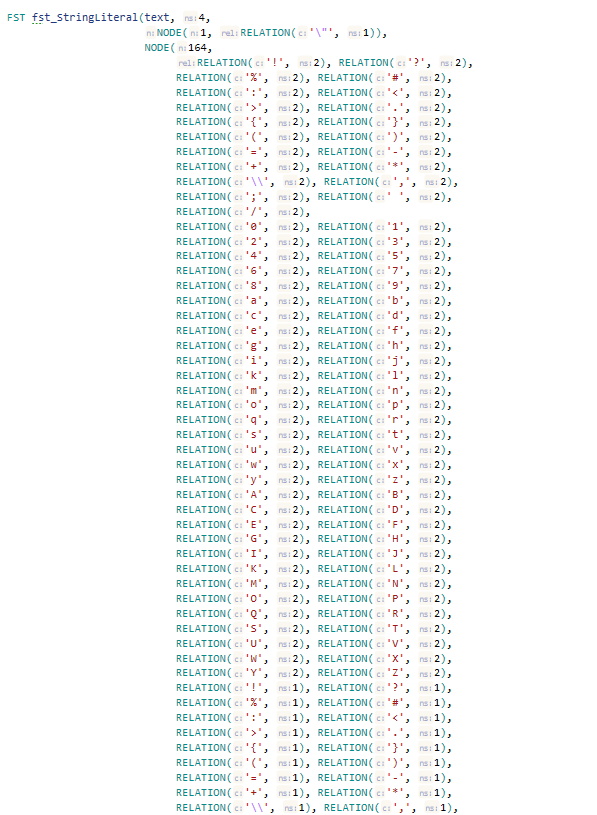 FST fst_StringLiteral(text, ns: 4,
n: NODE(n: 1, rel: RELATION(c: '\"', ns: 1)),
NODE(n: 164,
rel: RELATION(c: '!', ns: 2), RELATION(c: '?', ns: 2),
RELATION(c: '%', ns: 2), RELATION(c: '#', ns: 2),
RELATION(c: ':', ns: 2), RELATION(c: '<', ns: 2),
RELATION(c: '>', ns: 2), RELATION(c: '.', ns: 2),
RELATION(c: '{', ns: 2), RELATION(c: '}', ns: 2),
RELATION(c: '(', ns: 2), RELATION(c: ')', ns: 2),
RELATION(c: '=', ns: 2), RELATION(c: '-', ns: 2),
RELATION(c: '+', ns: 2), RELATION(c: '*', ns: 2),
RELATION(c: '\\', ns: 2), RELATION(c: ',', ns: 2),
RELATION(c: ';', ns: 2), RELATION(c: ' ', ns: 2),
RELATION(c: '/', ns: 2),
RELATION(c: '0', ns: 2), RELATION(c: '1', ns: 2),
RELATION(c: '2', ns: 2), RELATION(c: '3', ns: 2),
RELATION(c: '4', ns: 2), RELATION(c: '5', ns: 2),
RELATION(c: '6', ns: 2), RELATION(c: '7', ns: 2),
RELATION(c: '8', ns: 2), RELATION(c: '9', ns: 2),
RELATION(c: 'a', ns: 2), RELATION(c: 'b', ns: 2),
RELATION(c: 'c', ns: 2), RELATION(c: 'd', ns: 2),
RELATION(c: 'e', ns: 2), RELATION(c: 'f', ns: 2),
RELATION(c: 'g', ns: 2), RELATION(c: 'h', ns: 2),
RELATION(c: 'i', ns: 2), RELATION(c: 'j', ns: 2),
RELATION(c: 'k', ns: 2), RELATION(c: 'l', ns: 2),
RELATION(c: 'm', ns: 2), RELATION(c: 'n', ns: 2),
RELATION(c: 'o', ns: 2), RELATION(c: 'p', ns: 2),
RELATION(c: 'q', ns: 2), RELATION(c: 'r', ns: 2),
RELATION(c: 's', ns: 2), RELATION(c: 't', ns: 2),
RELATION(c: 'u', ns: 2), RELATION(c: 'v', ns: 2),
RELATION(c: 'w', ns: 2), RELATION(c: 'x', ns: 2),
RELATION(c: 'y', ns: 2), RELATION(c: 'z', ns: 2),
RELATION(c: 'A', ns: 2), RELATION(c: 'B', ns: 2),
RELATION(c: 'C', ns: 2), RELATION(c: 'D', ns: 2),
RELATION(c: 'E', ns: 2), RELATION(c: 'F', ns: 2),
RELATION(c: 'G', ns: 2), RELATION(c: 'H', ns: 2),
RELATION(c: 'I', ns: 2), RELATION(c: 'J', ns: 2),
RELATION(c: 'K', ns: 2), RELATION(c: 'L', ns: 2),
RELATION(c: 'M', ns: 2), RELATION(c: 'N', ns: 2),
RELATION(c: 'O', ns: 2), RELATION(c: 'P', ns: 2),
RELATION(c: 'Q', ns: 2), RELATION(c: 'R', ns: 2),
RELATION(c: 'S', ns: 2), RELATION(c: 'T', ns: 2),
RELATION(c: 'U', ns: 2), RELATION(c: 'V', ns: 2),
RELATION(c: 'W', ns: 2), RELATION(c: 'X', ns: 2),
RELATION(c: 'Y', ns: 2), RELATION(c: 'Z', ns: 2),
RELATION(c: '!', ns: 1), RELATION(c: '?', ns: 1),
RELATION(c: '%', ns: 1), RELATION(c: '#', ns: 1),
RELATION(c: ':', ns: 1), RELATION(c: '<', ns: 1),
RELATION(c: '>', ns: 1), RELATION(c: '.', ns: 1),
RELATION(c: '{', ns: 1), RELATION(c: '}', ns: 1),
RELATION(c: '(', ns: 1), RELATION(c: ')', ns: 1),
RELATION(c: '=', ns: 1), RELATION(c: '-', ns: 1),
RELATION(c: '+', ns: 1), RELATION(c: '*', ns: 1),
RELATION(c: '\\', ns: 1), RELATION(c: ',', ns: 1),